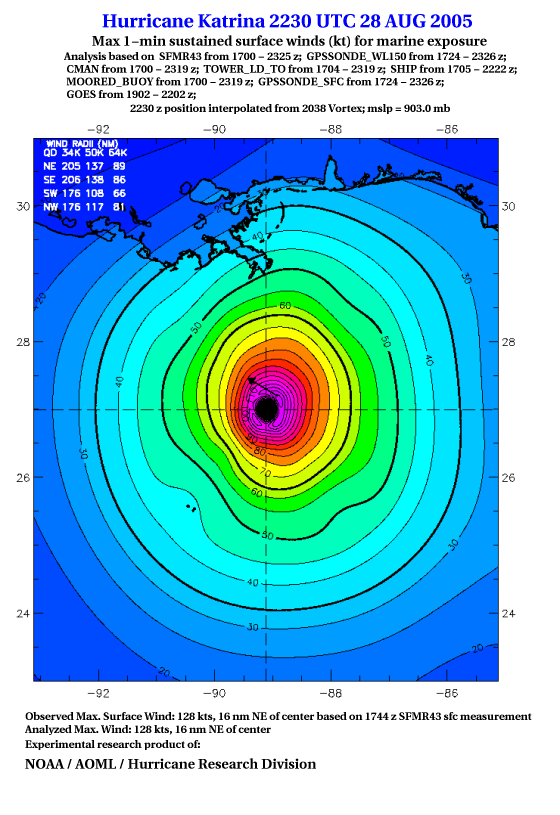 Hurricane Katrina 2230 UTC 28 AUG 2005
Max 1-min sustained surface winds (kt) for marine exposure
Analysis based on SFMR43 from 1700 - 2325 z; GPSSONDE_WL150 from 1724 - 2326 z;
CMAN from 1700 - 2319 z; TOWER_LD_TO from 1704 - 2319 z; SHIP from 1705 - 2222 z;
MOORED_BUOY from 1700 - 2319 z; GPSSONDE_SFC from 1724 - 2326 z;
GOES from 1902 - 2202 z;
2230 z position interpolated from 2038 Vortex; mslp = 903.0 mb
-92 -90 -88 -86
WIND RADII (NM)
QD 34K 50K 64K
NE 205 137 89
SE 206 138 86
SW 176 108 66
NW 176 117 81
30 30
20
40
30
20
60
50
50
28 28
40
40
80
70
30
26 26
60
50
30
40
24 24
30
20
20
-92 -90 -88 -86
Observed Max. Surface Wind: 128 kts, 16 nm NE of center based on 1744 z SFMR43 sfc measurement
Analyzed Max. Wind: 128 kts, 16 nm NE of center
Experimental research product of:
NOAA / AOML / Hurricane Research Division